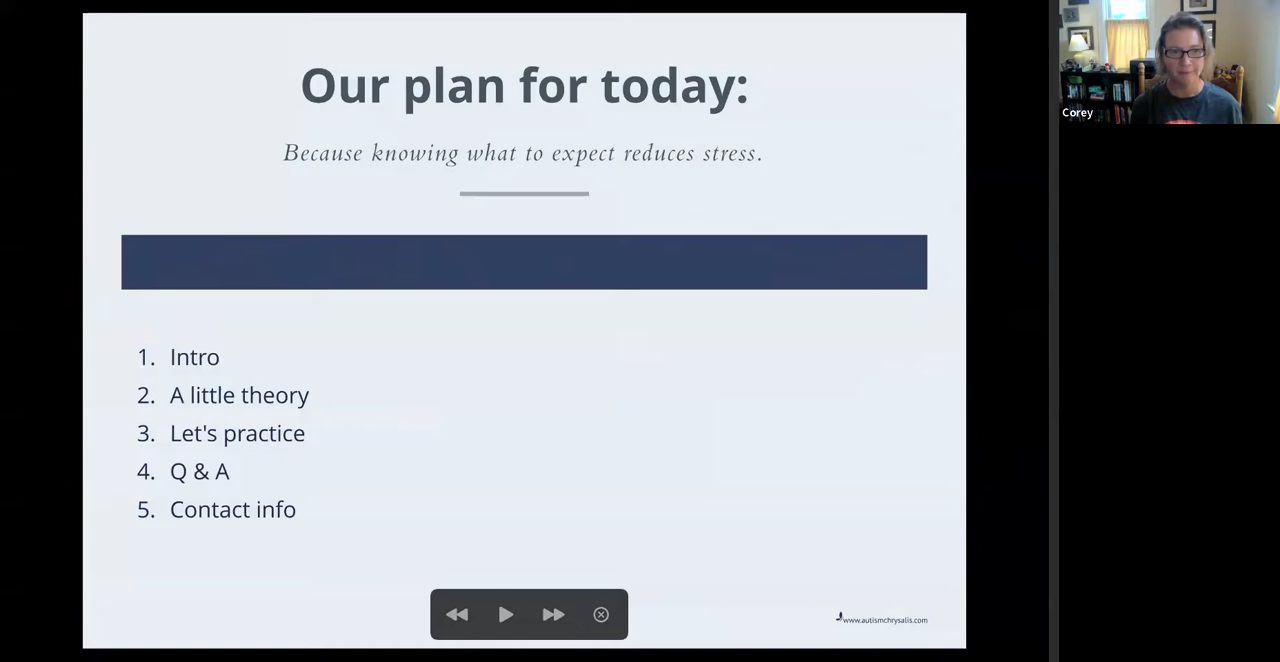 Our plan for today:
Because knowing what to expect reduces stress.
1. Intro
2. A little theory
3. Let's practice
4. Q & A
5. Contact info
www.autismchrysalis.com
Corey